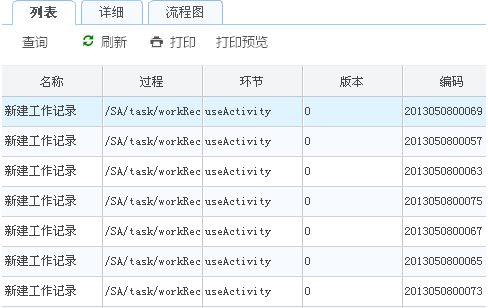 列表 详细 流程图
查询 刷新 打印 打印预览
名称 过程 环节 版本 编码
新建工作记录 /SA/task/workRec useActivity 0 2013050800069
新建工作记录 /SA/task/workRec useActivity 0 2013050800057
新建工作记录 /SA/task/workRec useActivity 0 2013050800063
新建工作记录 /SA/task/workRec useActivity 0 2013050800075
新建工作记录 /SA/task/workRec useActivity 0 2013050800067
新建工作记录 /SA/task/workRec useActivity 0 2013050800065
新建工作记录 /SA/task/workRec useActivity 0 2013050800073